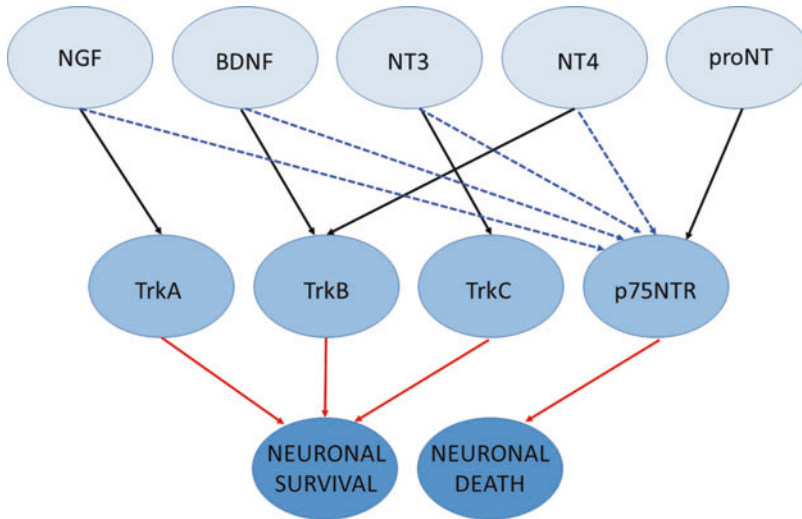 NGF
BDNF
NT3
NT4
proNT
TrkA
TrkB
TrkC
p75NTR
NEURONAL
SURVIVAL
NEURONAL
DEATH